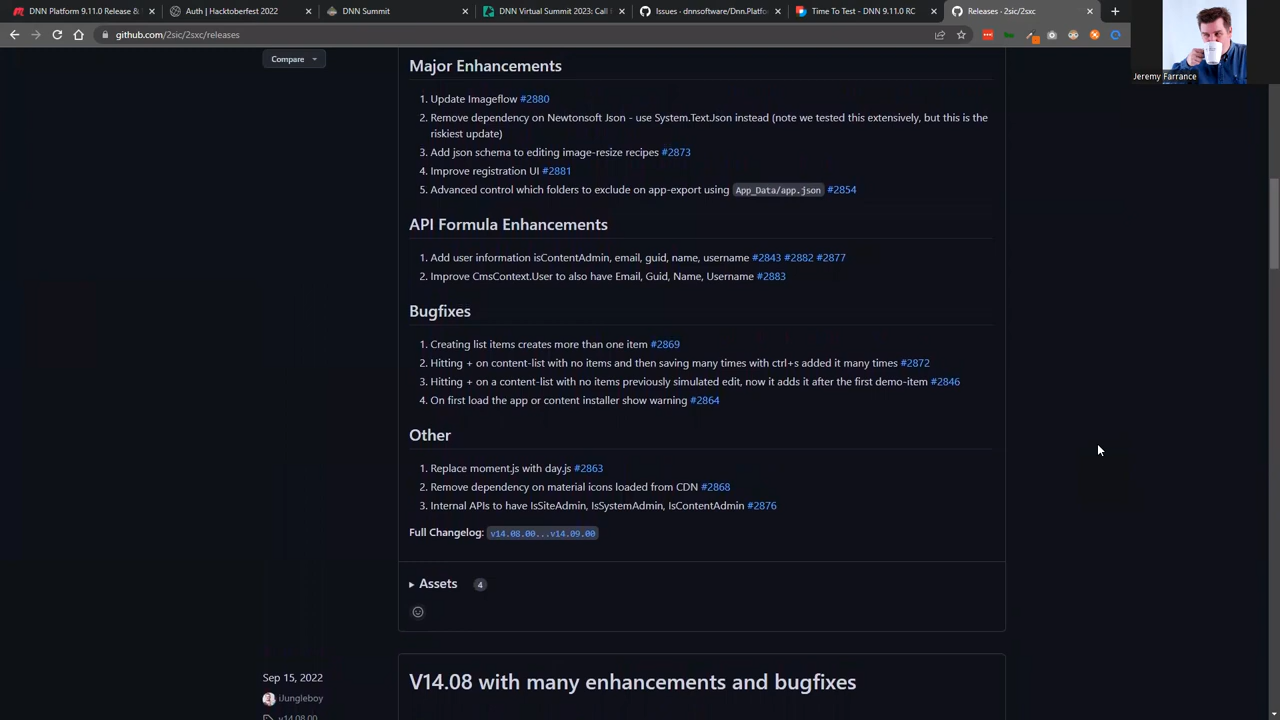 DNN Platform 9.11.0 Release &
Auth | Hacktoberfest 2022
DNN Summit
DNN Virtual Summit 2023: Call
Issues · dnnsoftware/Dnn.Platfo
Time To Test - DNN 9.11.0 RC
Releases · 2sic/2sxc
github.com/2sic/2sxc/releases
Jeremy Farrance
Compare
Major Enhancements
1. Update Imageflow #2880
2. Remove dependency on Newtonsoft Json - use System.Text.Json instead (note we tested this extensively, but this is the
riskiest update)
3. Add json schema to editing image-resize recipes #2873
4. Improve registration UI #2881
5. Advanced control which folders to exclude on app-export using App_Data/app.json #2854
API Formula Enhancements
1. Add user information isContentAdmin, email, guid, name, username #2843 #2882 #2877
2. Improve CmsContext.User to also have Email, Guid, Name, Username #2883
Bugfixes
1. Creating list items creates more than one item #2869
2. Hitting + on content-list with no items and then saving many times with ctrl+s added it many times #2872
3. Hitting + on a content-list with no items previously simulated edit, now it adds it after the first demo-item #2846
4. On first load the app or content installer show warning #2864
Other
1. Replace moment.js with day.js #2863
2. Remove dependency on material icons loaded from CDN #2868
3. Internal APIs to have IsSiteAdmin, IsSystemAdmin, IsContentAdmin #2876
Full Changelog: v14.08.00...v14.09.00
Assets 4
Sep 15, 2022
iJungleboy
v14.08.00
V14.08 with many enhancements and bugfixes